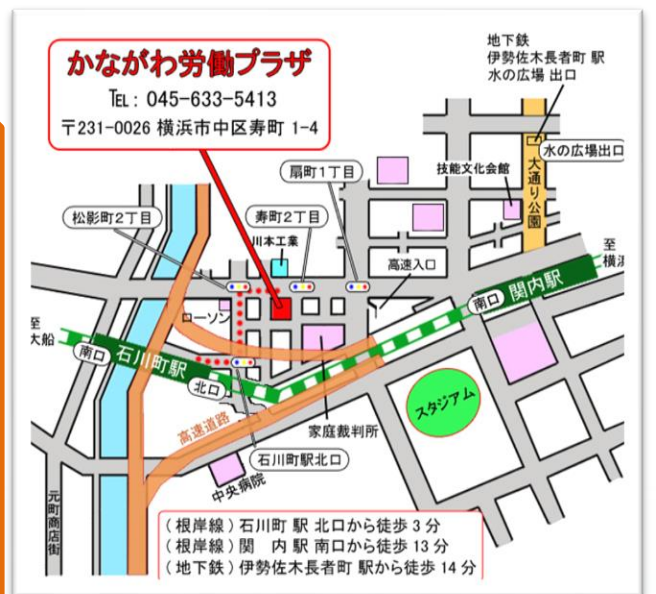 かながわ労働プラザ
℡: 045-633-5413
〒231-0026 横浜市中区寿町 1-4
地下鉄
伊勢佐木長者町 駅
水の広場 出口
水の広場出口
大通り公園
技能文化会館
扇町1丁目
寿町2丁目
松影町2丁目
川本工業
高速入口
至
横浜
関内駅
南口
ローソン
至
大船
南口
石川町駅
北口
スタジアム
家庭裁判所
高速道路
石川町駅北口
中央病院
元町商店街
(根岸線) 石川町 駅 北口から徒歩 3 分
(根岸線) 関 内 駅 南口から徒歩 13 分
(地下鉄) 伊勢佐木長者町 駅から徒歩 14 分